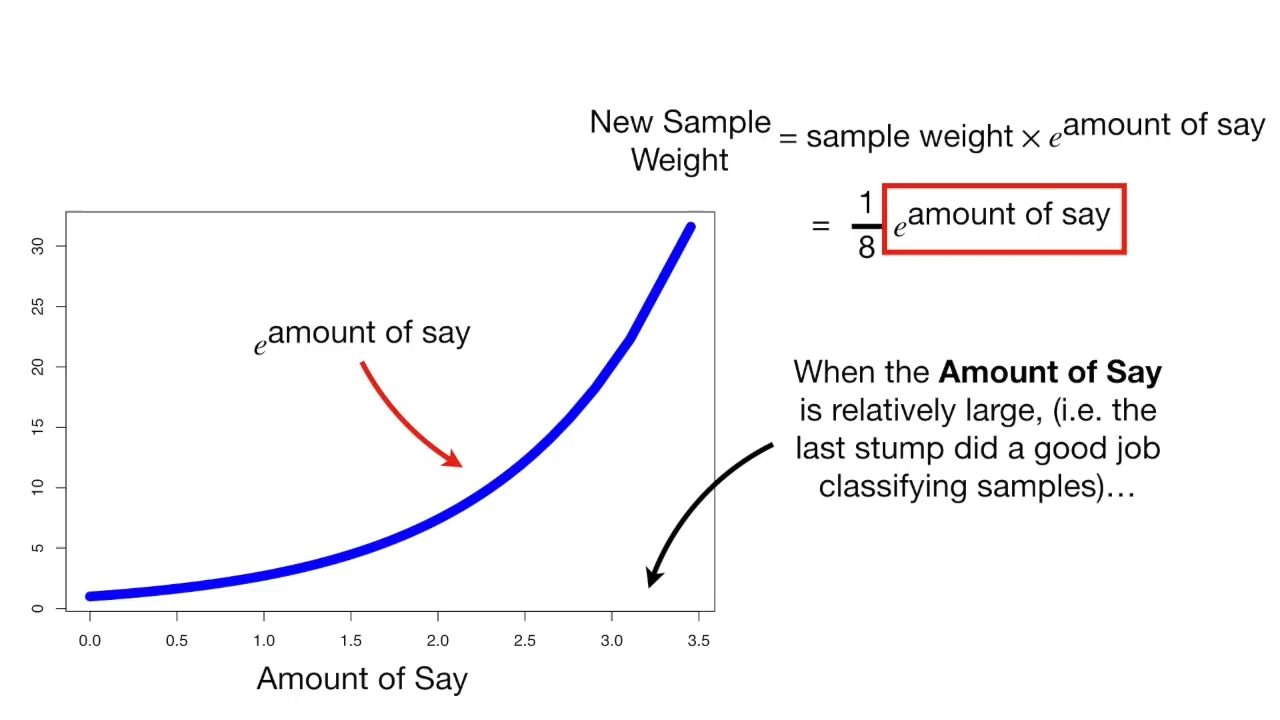 New Sample
Weight
= sample weight × e^amount of say
= 1/8 e^amount of say
30
25
20
15
10
5
0
e^amount of say
0.0 0.5 1.0 1.5 2.0 2.5 3.0 3.5
Amount of Say
When the Amount of Say
is relatively large, (i.e. the
last stump did a good job
classifying samples)…